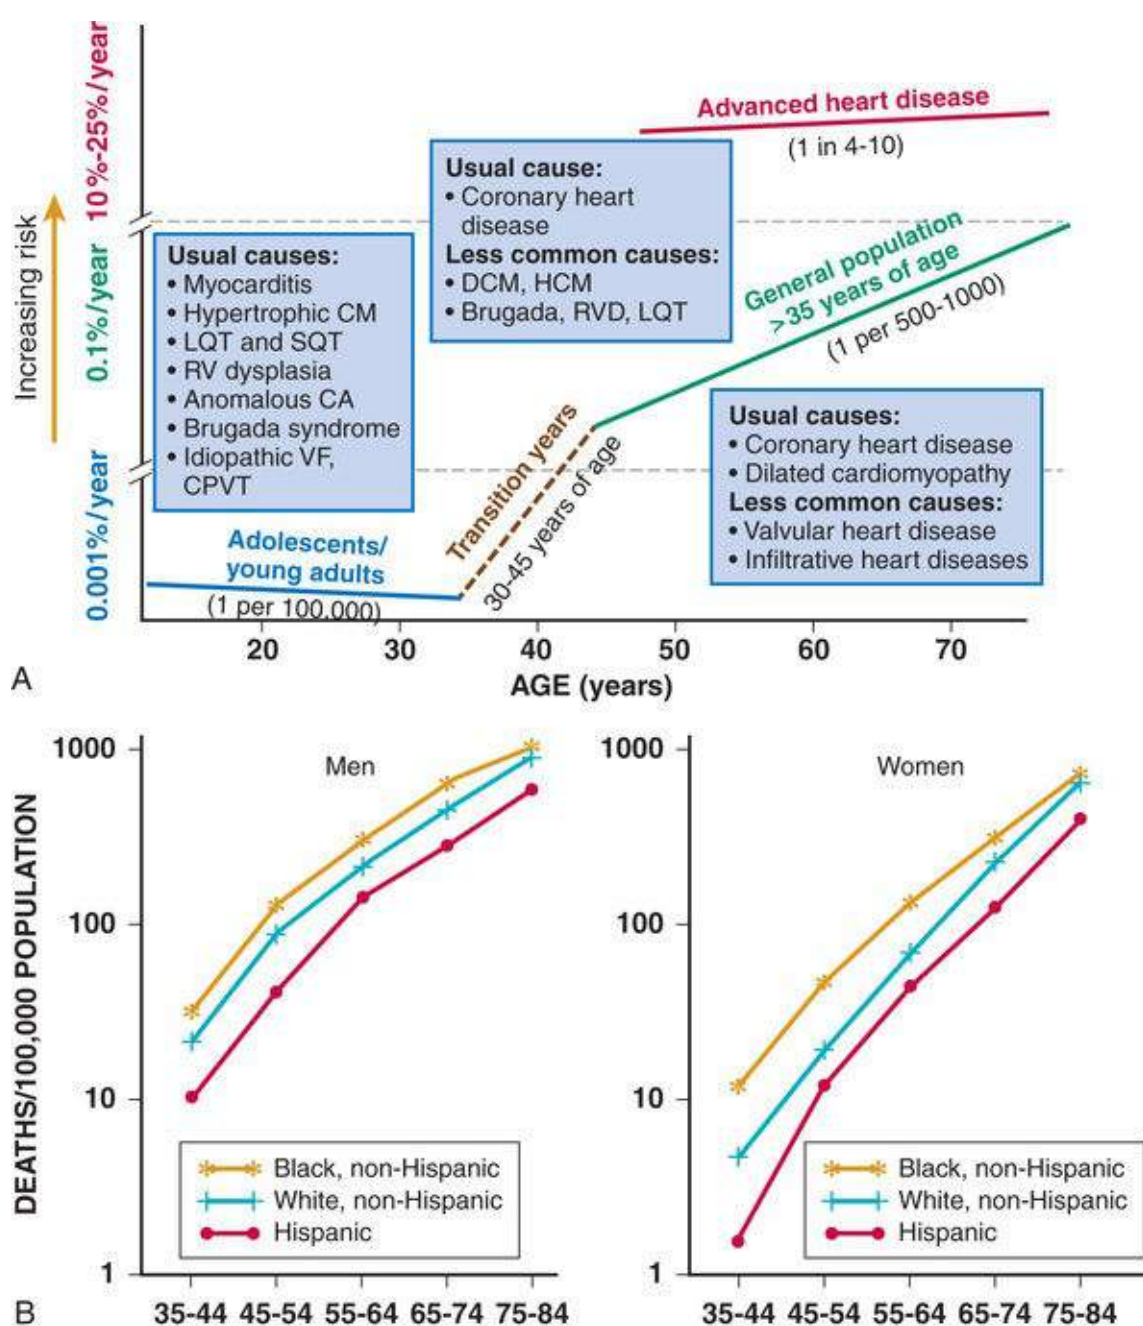 10%-25%/year
0.1%/year
0.001%/year
Increasing risk
Advanced heart disease
(1 in 4-10)
Usual cause:
• Coronary heart
disease
Less common causes:
• DCM, HCM
• Brugada, RVD, LQT
Usual causes:
• Myocarditis
• Hypertrophic CM
• LQT and SQT
• RV dysplasia
• Anomalous CA
• Brugada syndrome
• Idiopathic VF,
CPVT
General population
>35 years of age
(1 per 500-1000)
Usual causes:
• Coronary heart disease
• Dilated cardiomyopathy
Less common causes:
• Valvular heart disease
• Infiltrative heart diseases
Transition years
30-45 years of age
Adolescents/
young adults
(1 per 100,000)
20 30 40 50 60 70
AGE (years)
A
DEATHS/100,000 POPULATION
Men
1000
100
10
1
Black, non-Hispanic
White, non-Hispanic
Hispanic
35-44 45-54 55-64 65-74 75-84
Women
1000
100
10
1
Black, non-Hispanic
White, non-Hispanic
Hispanic
35-44 45-54 55-64 65-74 75-84
B